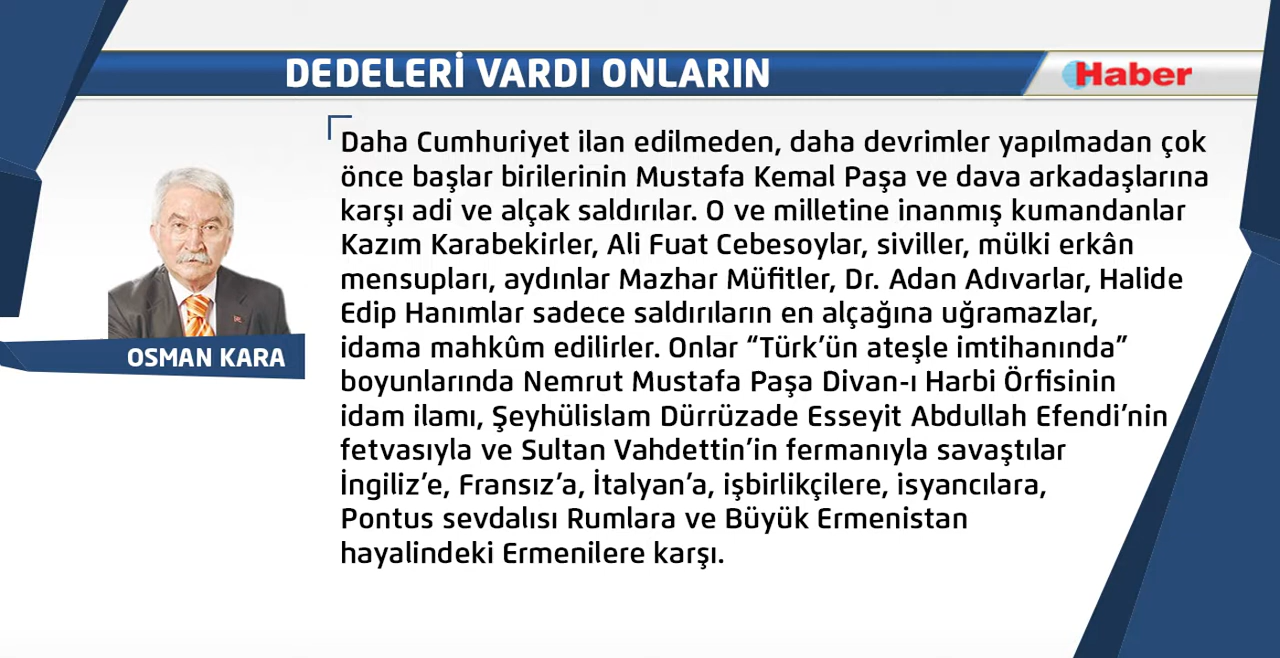 DEDELERİ VARDI ONLARIN
Haber
Daha Cumhuriyet ilan edilmeden, daha devrimler yapılmadan çok
önce başlar birilerinin Mustafa Kemal Paşa ve dava arkadaşlarına
karşı adi ve alçak saldırılar. O ve milletine inanmış kumandanlar
Kazım Karabekirler, Ali Fuat Cebesoylar, siviller, mülki erkân
mensupları, aydınlar Mazhar Müfitler, Dr. Adan Adıvarlar, Halide
Edip Hanımlar sadece saldırıların en alçağına uğramazlar,
idama mahkûm edilirler. Onlar “Türk’ün ateşle imtihanında”
boyunlarında Nemrut Mustafa Paşa Divan-ı Harbi Örfisinin
idam ilamı, Şeyhülislam Dürrüzade Esseyit Abdullah Efendi’nin
fetvasıyla ve Sultan Vahdettin’in fermanıyla savaştılar
İngiliz’e, Fransız’a, İtalyan’a, işbirlikçilere, isyancılara,
Pontus sevdalısı Rumlara ve Büyük Ermenistan
hayalindeki Ermenilere karşı.
OSMAN KARA